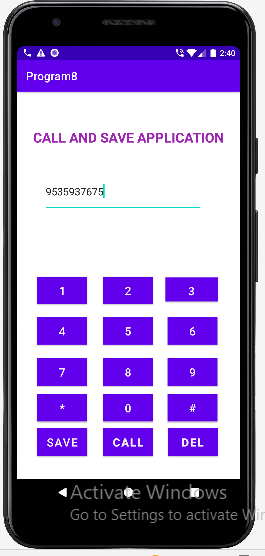 2:40
Program8
CALL AND SAVE APPLICATION
9535937675
1 2 3
4 5 6
7 8 9
* 0 #
SAVE CALL DEL
Activate Windows
Go to Settings to activate Win